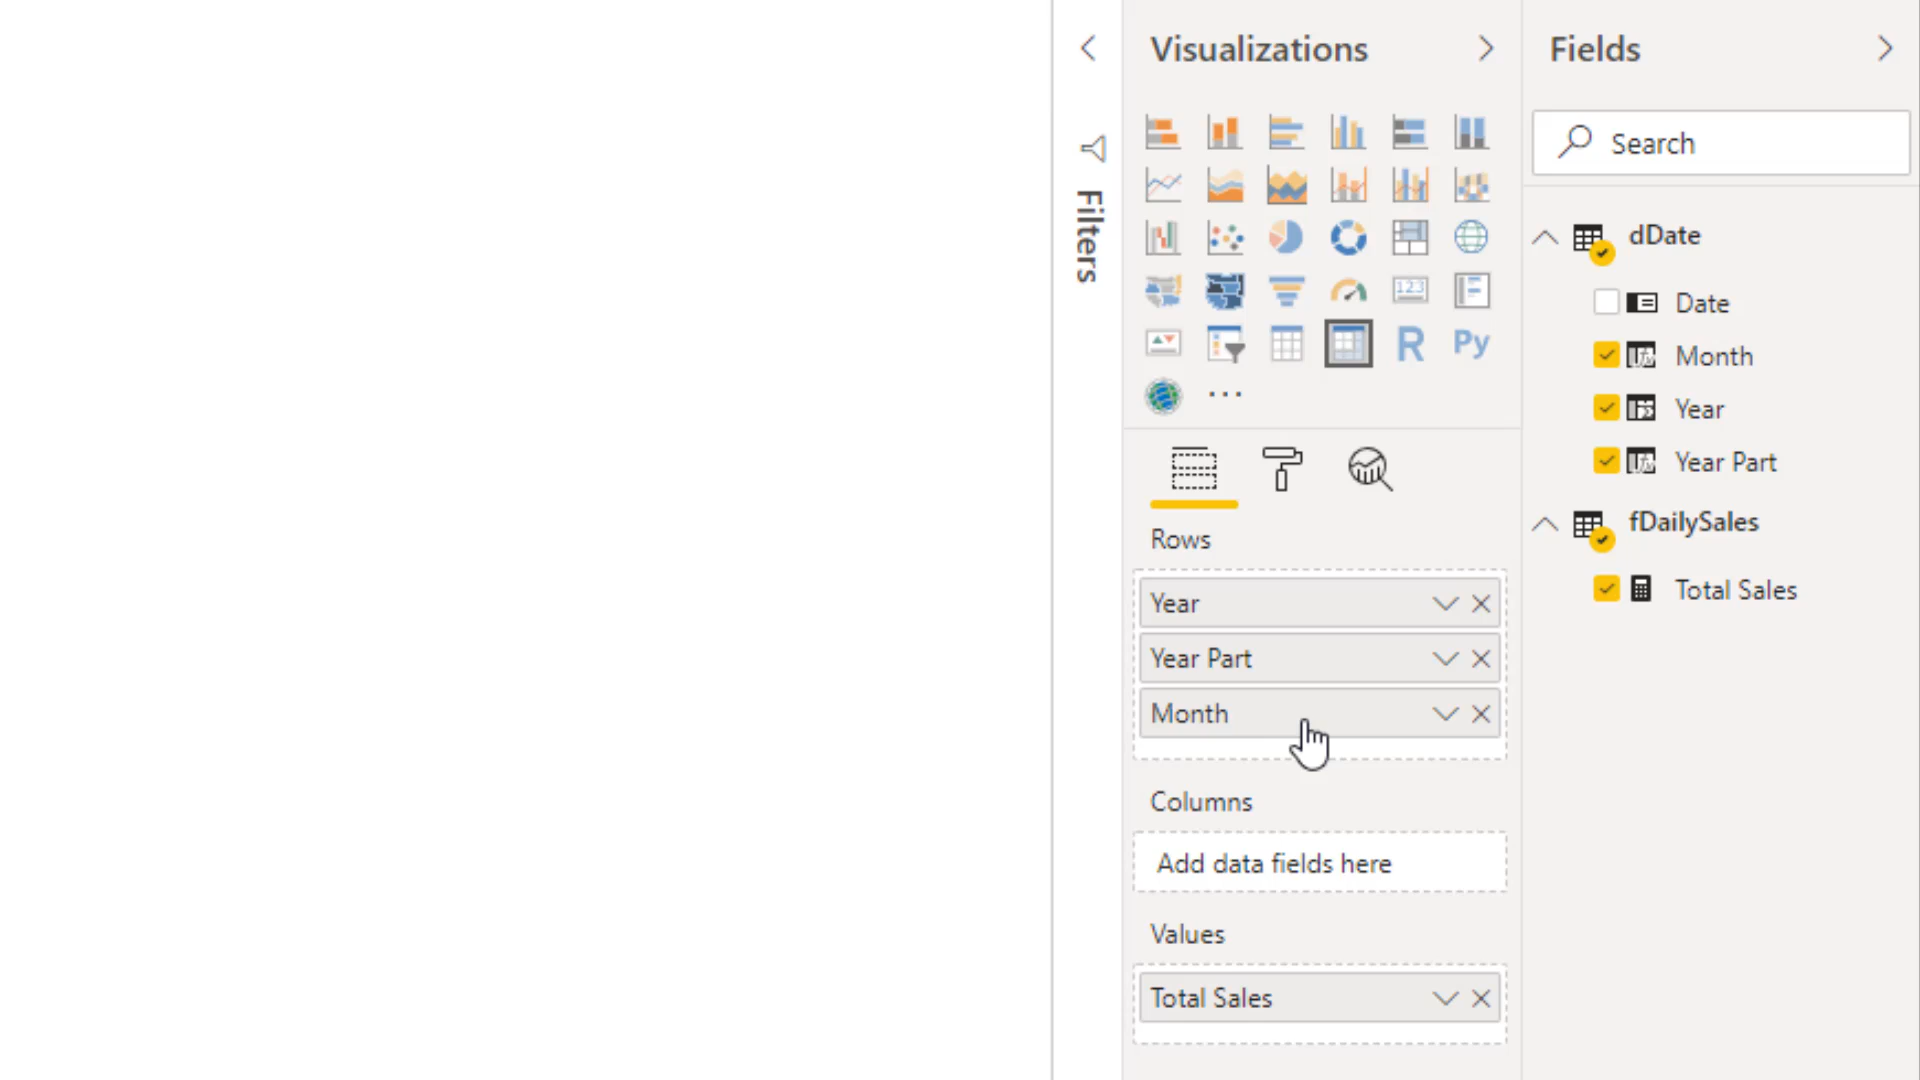 Visualizations
Fields
Search
Filters
123
R
Py
dDate
Date
Month
Year
Year Part
fDailySales
Total Sales
Rows
Year
Year Part
Month
Columns
Add data fields here
Values
Total Sales